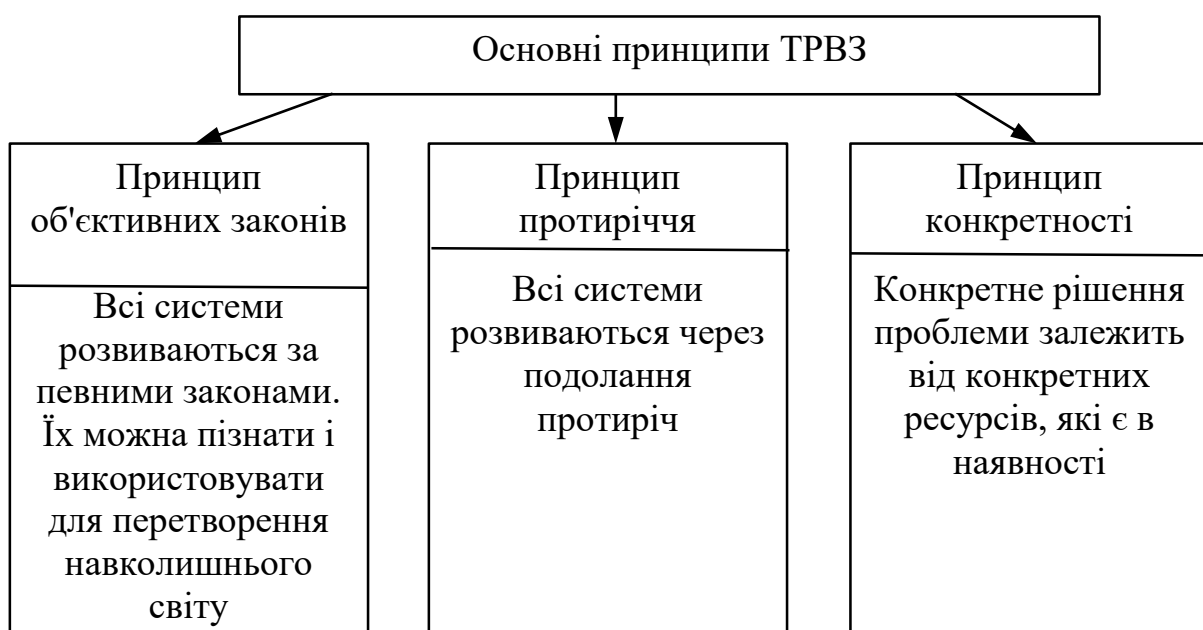 Основні принципи ТРВЗ
Принцип
об'єктивних законів
Всі системи
розвиваються за
певними законами.
Їх можна пізнати і
використовувати
для перетворення
навколишнього
світу
Принцип
протиріччя
Всі системи
розвиваються через
подолання
протиріч
Принцип
конкретності
Конкретне рішення
проблеми залежить
від конкретних
ресурсів, які є в
наявності